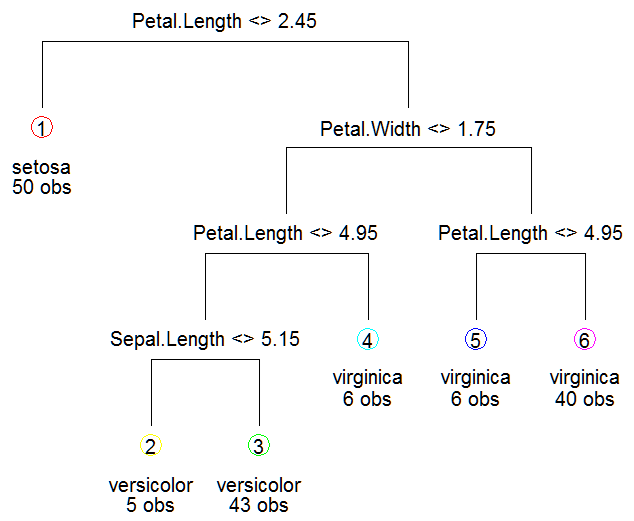 Petal.Length <> 2.45
1
setosa
50 obs
Petal.Width <> 1.75
Petal.Length <> 4.95
Petal.Length <> 4.95
Sepal.Length <> 5.15
4
virginica
6 obs
5
virginica
6 obs
6
virginica
40 obs
2
versicolor
5 obs
3
versicolor
43 obs